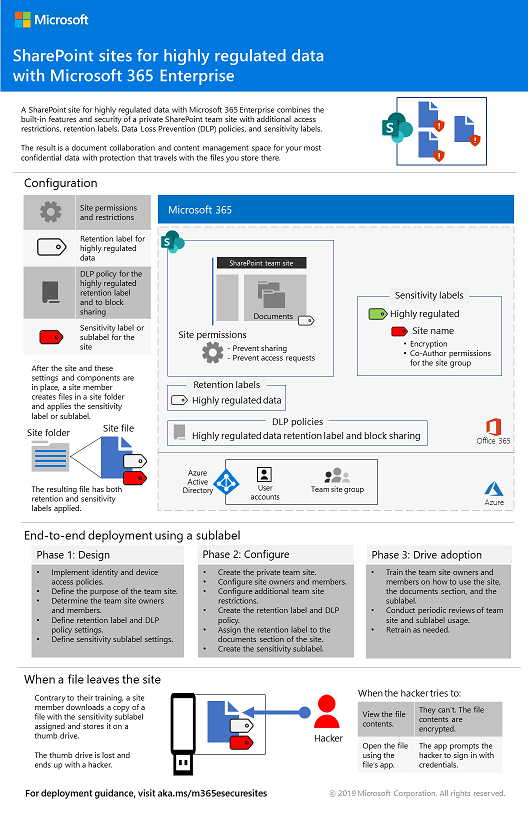 Microsoft
SharePoint sites for highly regulated data
with Microsoft 365 Enterprise
A SharePoint site for highly regulated data with Microsoft 365 Enterprise combines the
built-in features and security of a private SharePoint team site with additional access
restrictions, retention labels, Data Loss Prevention (DLP) policies, and sensitivity labels.
The result is a document collaboration and content management space for your most
confidential data with protection that travels with the files you store there.
Configuration
Site permissions
and restrictions
Retention label for
highly regulated
data
DLP policy for the
highly regulated
retention label
and to block
sharing
Sensitivity label or
sublabel for the
site
After the site and these
settings and components are
in place, a site member
creates files in a site folder
and applies the sensitivity
label or sublabel.
Site folder
Site file
The resulting file has both
retention and sensitivity
labels applied.
Microsoft 365
SharePoint team site
Documents
Site permissions
- Prevent sharing
- Prevent access requests
Sensitivity labels
Highly regulated
Site name
• Encryption
• Co-Author permissions
for the site group
Retention labels
Highly regulated data
DLP policies
Highly regulated data retention label and block sharing
Office 365
Azure
Active
Directory
User
accounts
Team site group
Azure
End-to-end deployment using a sublabel
Phase 1: Design
• Implement identity and device
access policies.
• Define the purpose of the team site.
• Determine the team site owners
and members.
• Define retention label and DLP
policy settings.
• Define sensitivity sublabel settings.
Phase 2: Configure
• Create the private team site.
• Configure site owners and members.
• Configure additional team site
restrictions.
• Create the retention label and DLP
policy.
• Assign the retention label to the
documents section of the site.
• Create the sensitivity sublabel.
Phase 3: Drive adoption
• Train the team site owners and
members on how to use the site,
the documents section, and the
sublabel.
• Conduct periodic reviews of team
site and sublabel usage.
• Retrain as needed.
When a file leaves the site
Contrary to their training, a site
member downloads a copy of a
file with the sensitivity sublabel
assigned and stores it on a
thumb drive.
The thumb drive is lost and
ends up with a hacker.
Hacker
When the hacker tries to:
View the file
contents.
They can't. The file
contents are
encrypted.
Open the file
using the
file's app.
The app prompts the
hacker to sign in with
credentials.
For deployment guidance, visit aka.ms/m365esecuresites
© 2019 Microsoft Corporation. All rights reserved.